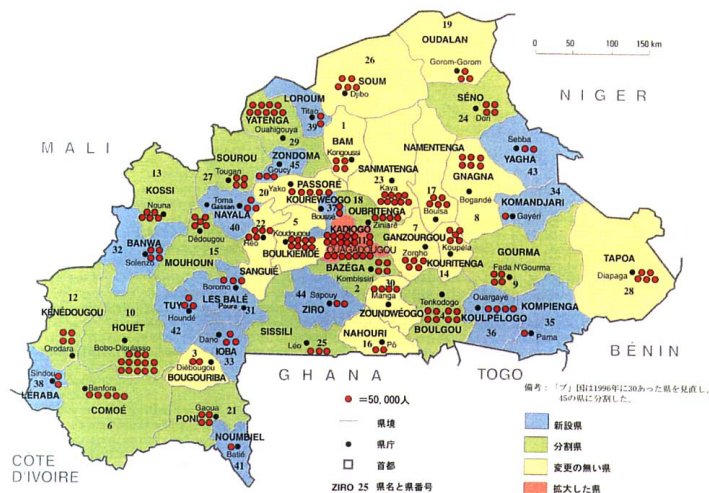 19
OUDALAN
Gorom-Gorom
0 50 100 150 km
26
SOUM
Djibo
NIGER
SÉNO
24
Dori
LOROUM
Titao
39
YATENGA
Ouahigouya
29
1
BAM
Kongoussi
Sebba
YAGHA
43
MALI
ZONDOMA
45
Goucy
SOUROU
27
Tougan
NAMENTENGA
SANMATENGA
23
Kaya
GNAGNA
Bogandé
8
34
KOMANDJARI
Gayéri
13
KOSSI
Nouna
20
PASSORÉ
Yako
Toma
Gassan
NAYALA
40
KOUREWÉOGO
37
Boussé
18
OUBRITENGA
Ziniaré
17
Boulsa
22
Réo
5
Koudougou
BOULKIEMDÉ
KADIOGO
11
OUAGADOUGOU
7
GANZOURGOU
Zorgho
Koupéla
KOURITENGA
14
32
BANWA
Solenzo
Dédougou
15
MOUHOUN
SANGUIÉ
BAZÉGA
Kombissiri
2
GOURMA
Fada N'Gourma
9
TAPOA
Diapaga
28
12
KÉNÉDOUGOU
Orodara
10
HOUET
Bobo-Dioulasso
TUY
Houndé
42
Boromo
LES BALÉ
Poura
31
44
Sapouy
ZIRO
30
Manga
ZOUNDWÉOGO
Tenkodogo
BOULGOU
4
Ouargayé
KOULPÉLOGO
36
KOMPIENGA
35
Pama
SISSILI
Léo
25
NAHOURI
16
Pô
Dano
IOBA
33
3
Diébougou
BOUGOURIBA
Sindou
38
LÉRABA
Banfora
COMOÉ
6
Gaoua
21
PONI
NOUMBIEL
Batié
41
GHANA
TOGO
BÉNIN
COTE
D'IVOIRE
備考：「ブ」国は1996年に30あった県を見直し、
45の県に分割した。
=50,000人
県境
県庁
首都
ZIRO 25 県名と県番号
新設県
分割県
変更の無い県
拡大した県